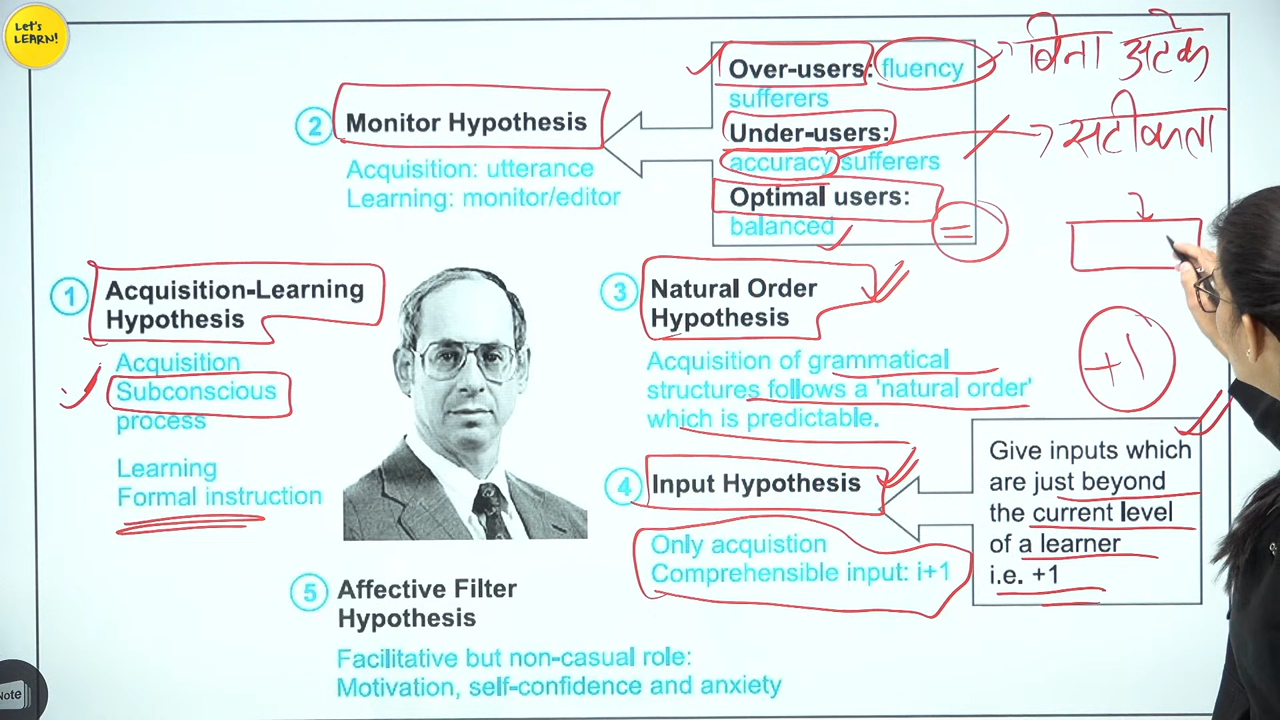 Let's
LEARN!
Over-users: fluency
sufferers
Under-users:
accuracy sufferers
Optimal users:
balanced
=
बिना अटके
सटीकता
2 Monitor Hypothesis
Acquisition: utterance
Learning: monitor/editor
1 Acquisition-Learning
Hypothesis
Acquisition
Subconscious
process
Learning
Formal instruction
3 Natural Order
Hypothesis
Acquisition of grammatical
structures follows a 'natural order'
which is predictable.
+1
4 Input Hypothesis
Only acquistion
Comprehensible input: i+1
Give inputs which
are just beyond
the current level
of a learner
i.e. +1
5 Affective Filter
Hypothesis
Facilitative but non-casual role:
Motivation, self-confidence and anxiety
Note